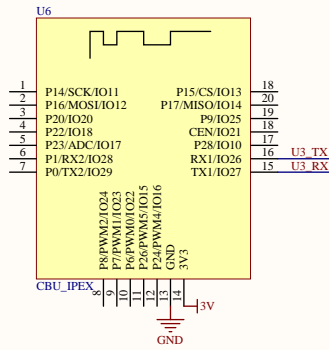 U6
1 P14/SCK/IO11 P15/CS/IO13 18
2 P16/MOSI/IO12 P17/MISO/IO14 20
3 P20/IO20 P9/IO25 19
4 P22/IO18 CEN/IO21 18
5 P23/ADC/IO17 P28/IO10 17
6 P1/RX2/IO28 RX1/IO26 16 U3_TX
7 P0/TX2/IO29 TX1/IO27 15 U3_RX
P8/PWM2/IO24
P7/PWM1/IO23
P6/PWM0/IO22
P26/PWM5/IO15
P24/PWM4/IO16
GND
3V3
CBU_IPEX
8 9 10 11 12 13 14
3V
GND